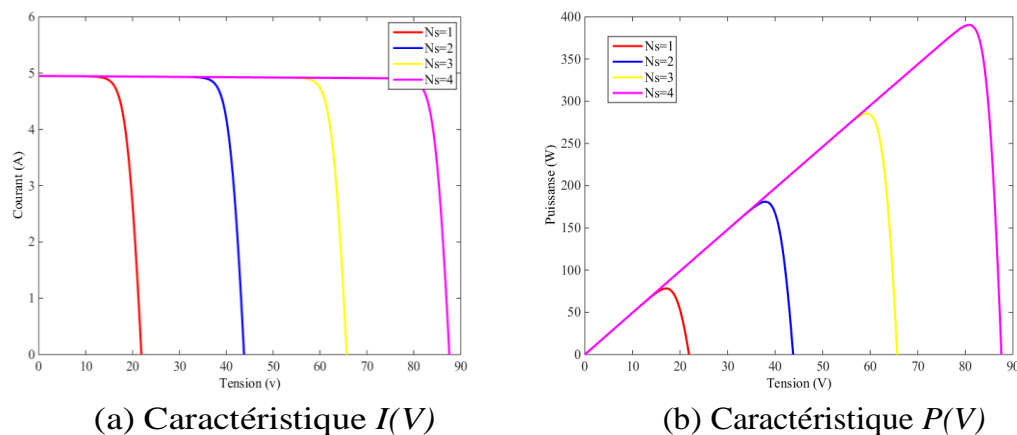 6
5
4
3
2
1
0
Courant (A)
0 10 20 30 40 50 60 70 80 90
Tension (v)
Ns=1
Ns=2
Ns=3
Ns=4
(a) Caractéristique I(V)
400
350
300
250
200
150
100
50
0
Puissanse (W)
0 10 20 30 40 50 60 70 80 90
Tension (V)
Ns=1
Ns=2
Ns=3
Ns=4
(b) Caractéristique P(V)